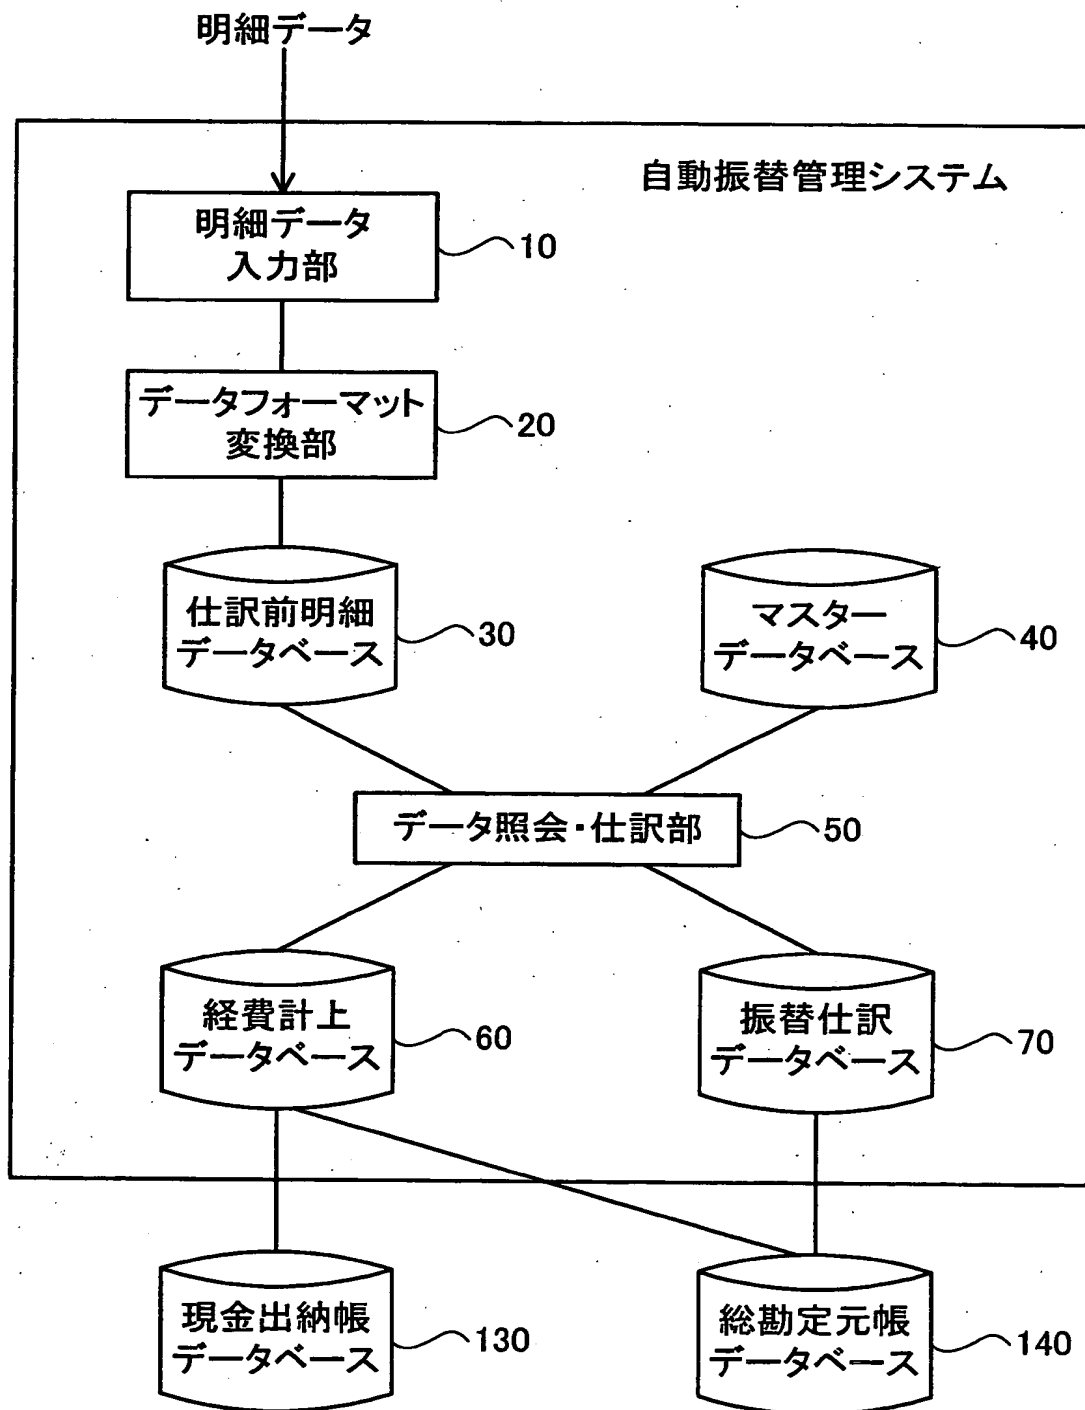 明細データ
自動振替管理システム
明細データ
入力部
10
データフォーマット
変換部
20
仕訳前明細
データベース
30
マスター
データベース
40
データ照会・仕訳部
50
経費計上
データベース
60
振替仕訳
データベース
70
現金出納帳
データベース
130
総勘定元帳
データベース
140